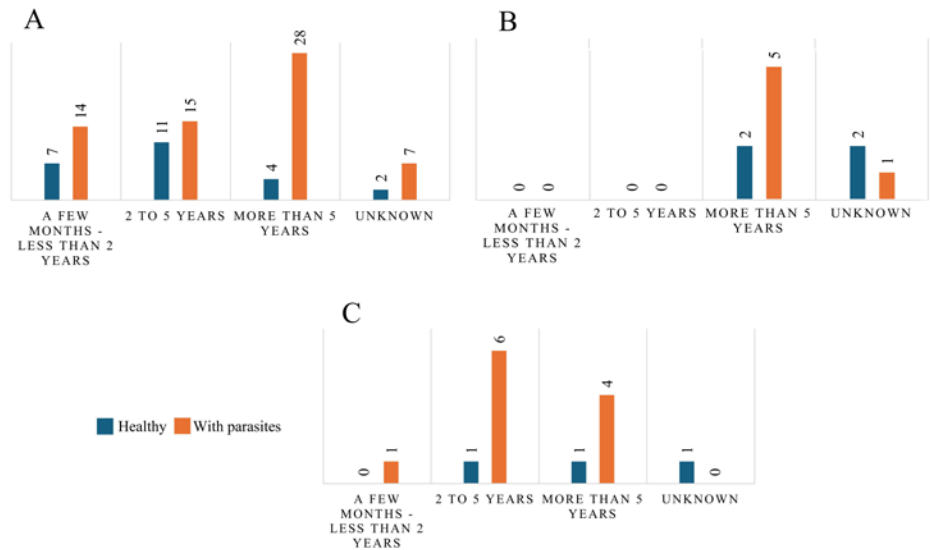 A
7
14
11
15
4
28
2
7
A FEW
MONTHS -
LESS THAN 2
YEARS
2 TO 5 YEARS
MORE THAN 5
YEARS
UNKNOWN
B
0
0
0
0
2
5
2
1
A FEW
MONTHS -
LESS THAN 2
YEARS
2 TO 5 YEARS
MORE THAN 5
YEARS
UNKNOWN
C
0
1
1
6
1
4
1
0
A FEW
MONTHS -
LESS THAN 2
YEARS
2 TO 5 YEARS
MORE THAN 5
YEARS
UNKNOWN
Healthy
With parasites